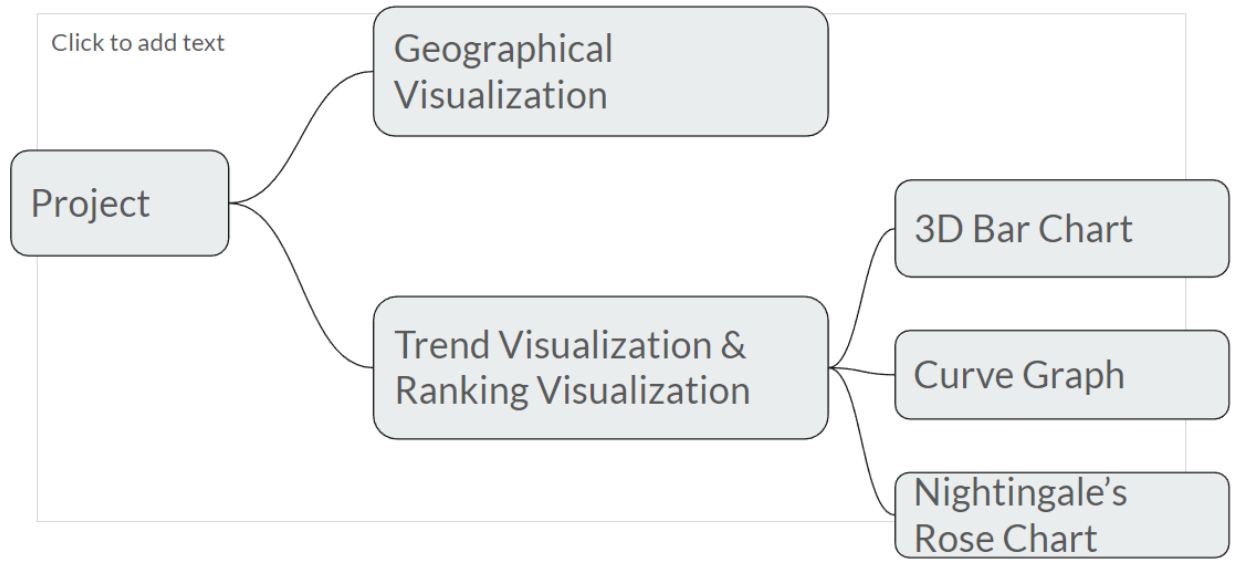 Click to add text
Geographical
Visualization
Project
3D Bar Chart
Trend Visualization &
Ranking Visualization
Curve Graph
Nightingale’s
Rose Chart